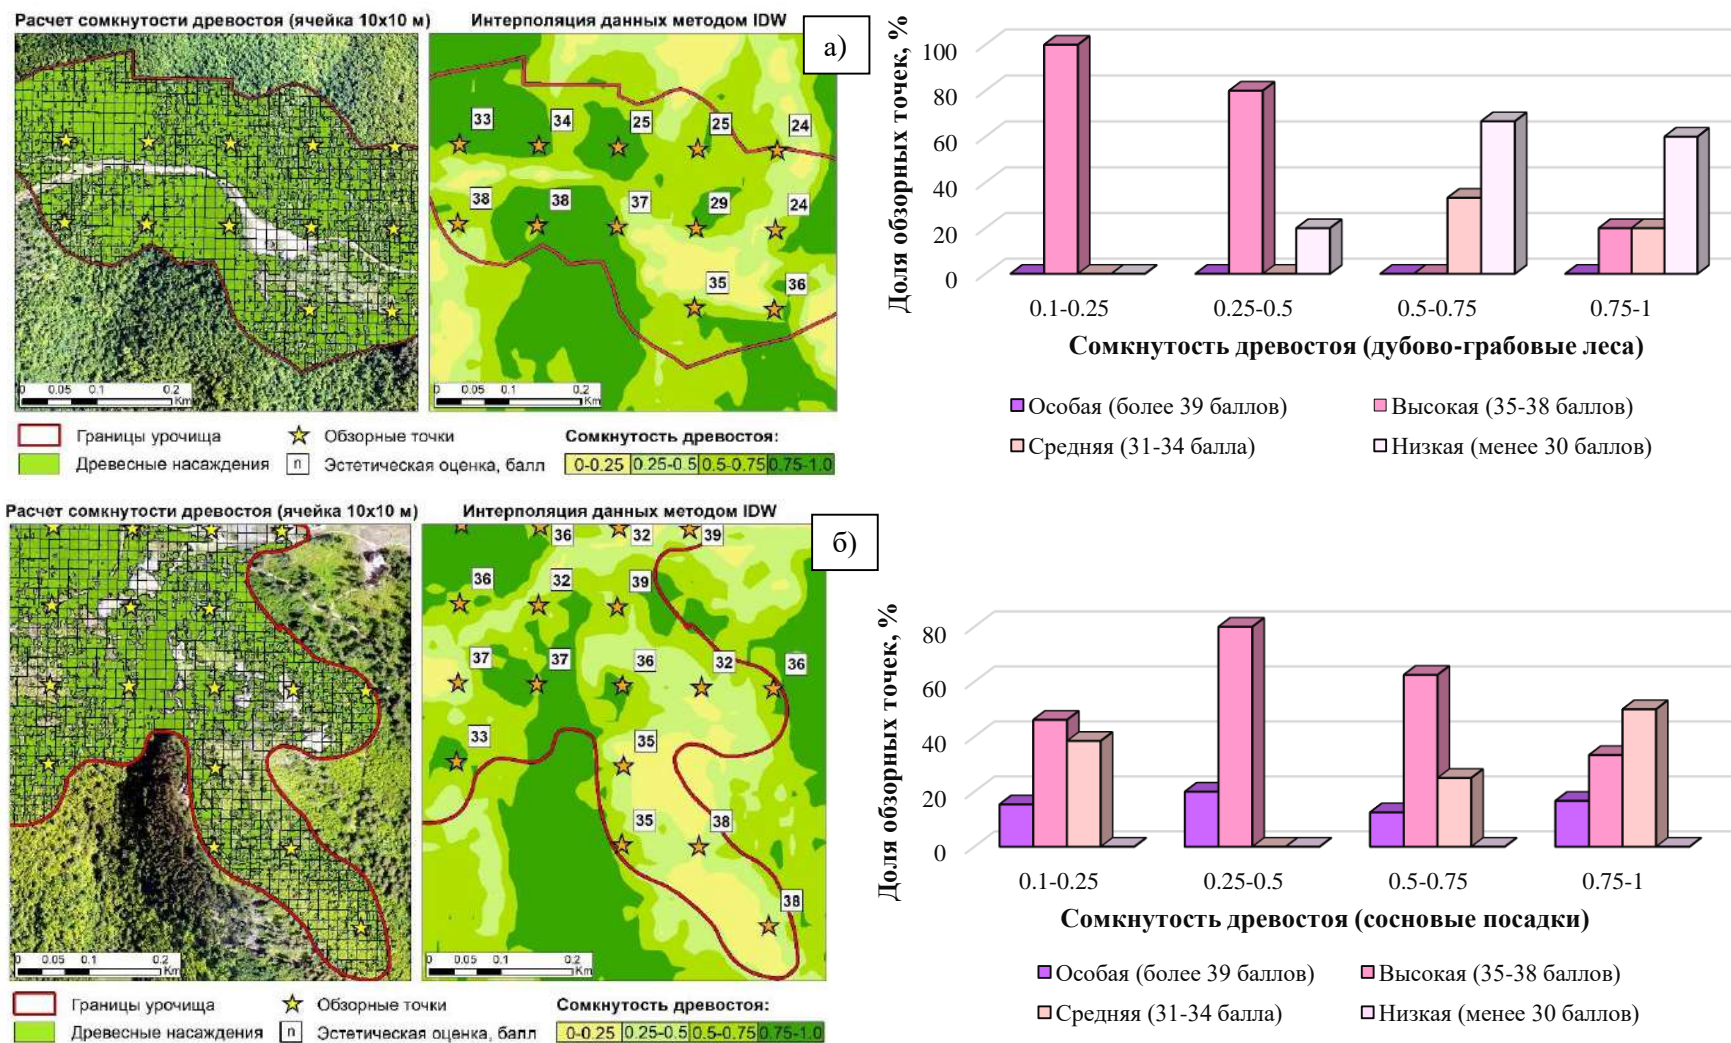 Расчет сомкнутости древостоя (ячейка 10х10 м)
Интерполяция данных методом IDW
а)
33
34
25
25
24
38
38
37
29
24
35
36
0 0.05 0.1 0.2
Km
0 0.05 0.1 0.2
Km
Границы урочища
Обзорные точки
Сомкнутость древостоя:
Древесные насаждения
n
Эстетическая оценка, балл
0-0.25 0.25-0.5 0.5-0.75 0.75-1.0
Доля обзорных точек, %
100
80
60
40
20
0
0.1-0.25
0.25-0.5
0.5-0.75
0.75-1
Сомкнутость древостоя (дубово-грабовые леса)
Особая (более 39 баллов)
Высокая (35-38 баллов)
Средняя (31-34 балла)
Низкая (менее 30 баллов)
Расчет сомкнутости древостоя (ячейка 10х10 м)
Интерполяция данных методом IDW
б)
36
32
39
36
32
39
37
37
36
32
36
33
35
35
38
38
0 0.05 0.1 0.2
Km
0 0.05 0.1 0.2
Km
Границы урочища
Обзорные точки
Сомкнутость древостоя:
Древесные насаждения
n
Эстетическая оценка, балл
0-0.25 0.25-0.5 0.5-0.75 0.75-1.0
Доля обзорных точек, %
80
60
40
20
0
0.1-0.25
0.25-0.5
0.5-0.75
0.75-1
Сомкнутость древостоя (сосновые посадки)
Особая (более 39 баллов)
Высокая (35-38 баллов)
Средняя (31-34 балла)
Низкая (менее 30 баллов)